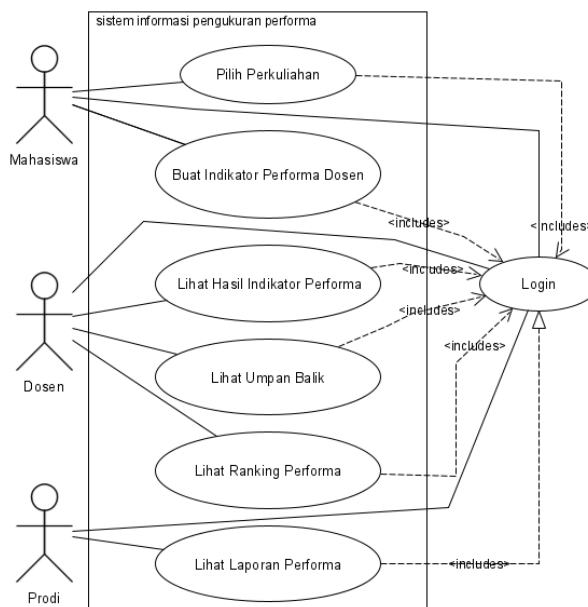 sistem informasi pengukuran performa
Pilih Perkuliahan
Mahasiswa
Buat Indikator Performa Dosen
<includes>
<includes>
Lihat Hasil Indikator Performa
<includes>
Login
<includes>
Dosen
Lihat Umpan Balik
<includes>
Lihat Ranking Performa
Lihat Laporan Performa
<includes>
Prodi